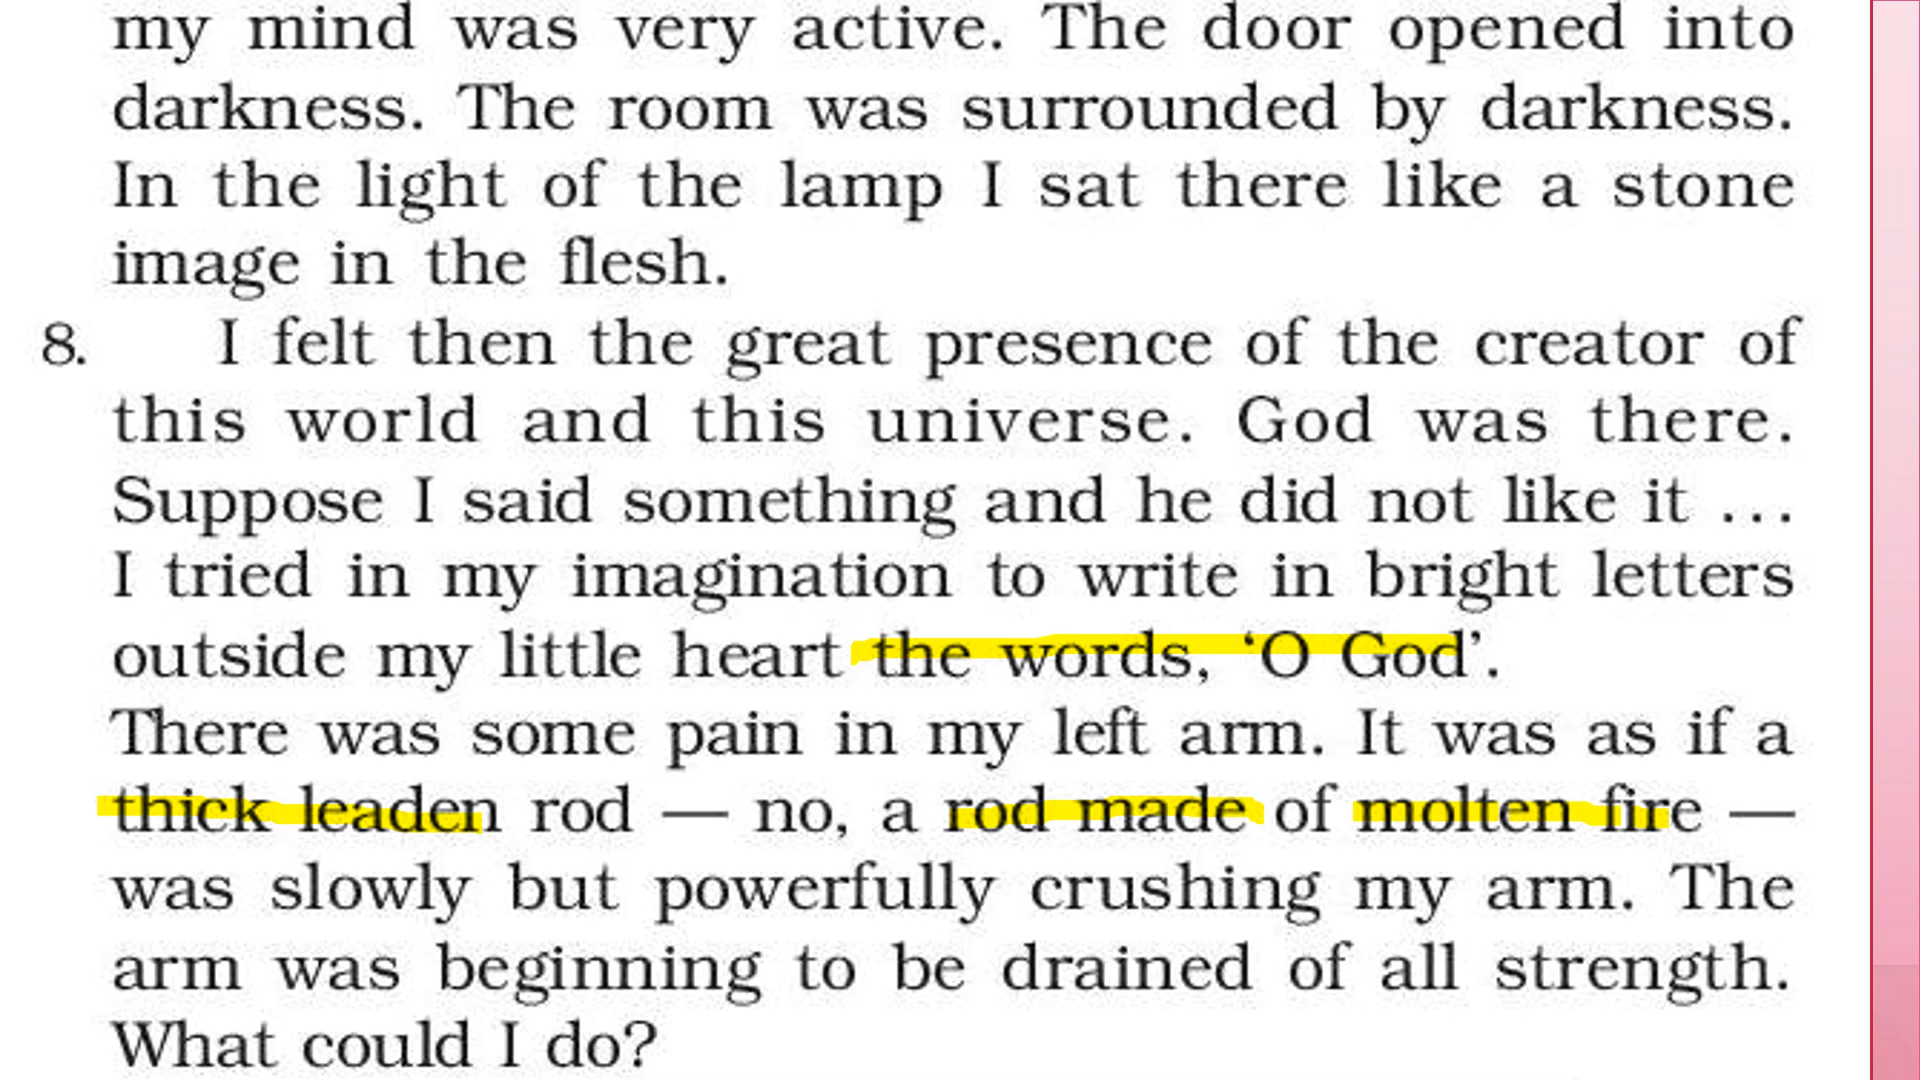 my mind was very active. The door opened into
darkness. The room was surrounded by darkness.
In the light of the lamp I sat there like a stone
image in the flesh.
8. I felt then the great presence of the creator of
this world and this universe. God was there.
Suppose I said something and he did not like it ...
I tried in my imagination to write in bright letters
outside my little heart the words, ‘O God’.
There was some pain in my left arm. It was as if a
thick leaden rod — no, a rod made of molten fire —
was slowly but powerfully crushing my arm. The
arm was beginning to be drained of all strength.
What could I do?